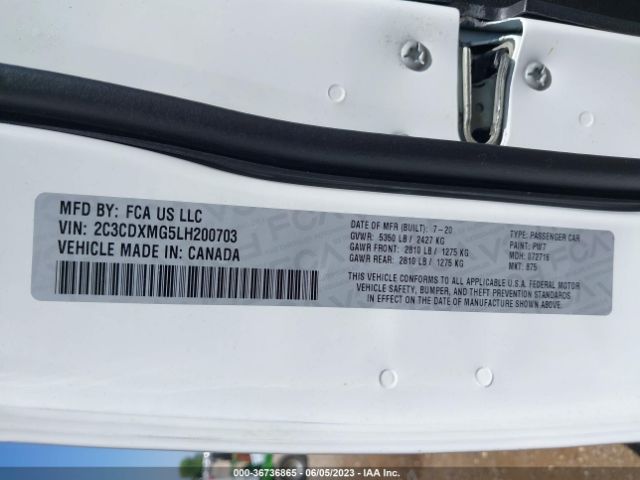 MFD BY: FCA US LLC
VIN: 2C3CDXMG5LH200703
VEHICLE MADE IN: CANADA
DATE OF MFR (BUILT): 7-20
GVWR: 5350 LB / 2427 KG
GAWR FRONT: 2810 LB / 1275 KG
GAWR REAR: 2810 LB / 1275 KG
TYPE: PASSENGER CAR
PAINT: PW7
MDH: 072716
MKT: 875
THIS VEHICLE CONFORMS TO ALL APPLICABLE U.S.A. FEDERAL MOTOR
VEHICLE SAFETY, BUMPER, AND THEFT PREVENTION STANDARDS
IN EFFECT ON THE DATE OF MANUFACTURE SHOWN ABOVE.
000-36736865 - 06/05/2023 - IAA Inc.